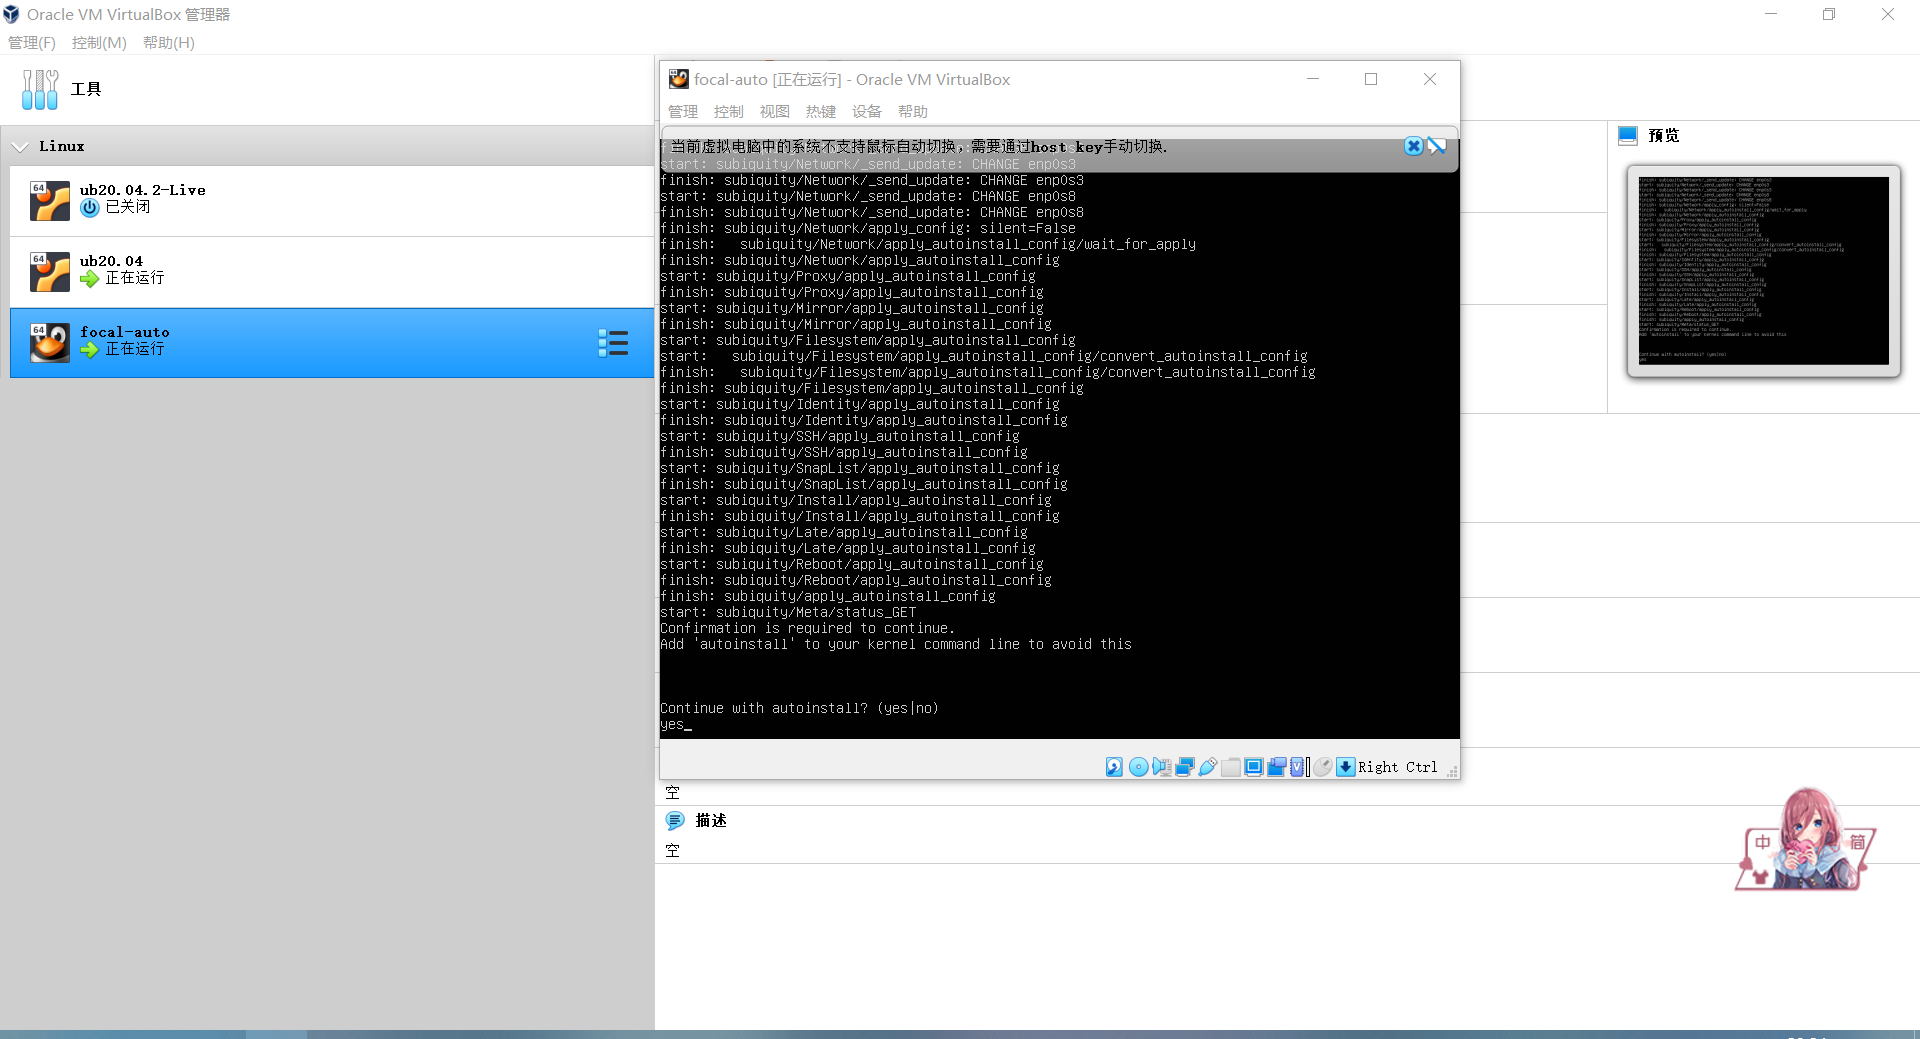 Oracle VM VirtualBox 管理器
管理(F) 控制(M) 帮助(H)
工具
Linux
64
ub20.04.2-Live
已关闭
64
ub20.04
正在运行
64
focal-auto
正在运行
focal-auto [正在运行] - Oracle VM VirtualBox
管理 控制 视图 热键 设备 帮助
当前虚拟电脑中的系统不支持鼠标自动切换，需要通过host key手动切换.
start: subiquity/Network/_send_update: CHANGE enp0s3
finish: subiquity/Network/_send_update: CHANGE enp0s3
start: subiquity/Network/_send_update: CHANGE enp0s8
finish: subiquity/Network/_send_update: CHANGE enp0s8
finish: subiquity/Network/apply_config: silent=False
finish: subiquity/Network/apply_autoinstall_config/wait_for_apply
finish: subiquity/Network/apply_autoinstall_config
start: subiquity/Proxy/apply_autoinstall_config
finish: subiquity/Proxy/apply_autoinstall_config
start: subiquity/Mirror/apply_autoinstall_config
finish: subiquity/Mirror/apply_autoinstall_config
start: subiquity/Filesystem/apply_autoinstall_config
start: subiquity/Filesystem/apply_autoinstall_config/convert_autoinstall_config
finish: subiquity/Filesystem/apply_autoinstall_config/convert_autoinstall_config
finish: subiquity/Filesystem/apply_autoinstall_config
start: subiquity/Identity/apply_autoinstall_config
finish: subiquity/Identity/apply_autoinstall_config
start: subiquity/SSH/apply_autoinstall_config
finish: subiquity/SSH/apply_autoinstall_config
start: subiquity/SnapList/apply_autoinstall_config
finish: subiquity/SnapList/apply_autoinstall_config
start: subiquity/Install/apply_autoinstall_config
finish: subiquity/Install/apply_autoinstall_config
start: subiquity/Late/apply_autoinstall_config
finish: subiquity/Late/apply_autoinstall_config
start: subiquity/Reboot/apply_autoinstall_config
finish: subiquity/Reboot/apply_autoinstall_config
finish: subiquity/apply_autoinstall_config
start: subiquity/Meta/status_GET
Confirmation is required to continue.
Add 'autoinstall' to your kernel command line to avoid this
Continue with autoinstall? (yes|no)
yes_
Right Ctrl
预览
空
描述
空
中 简